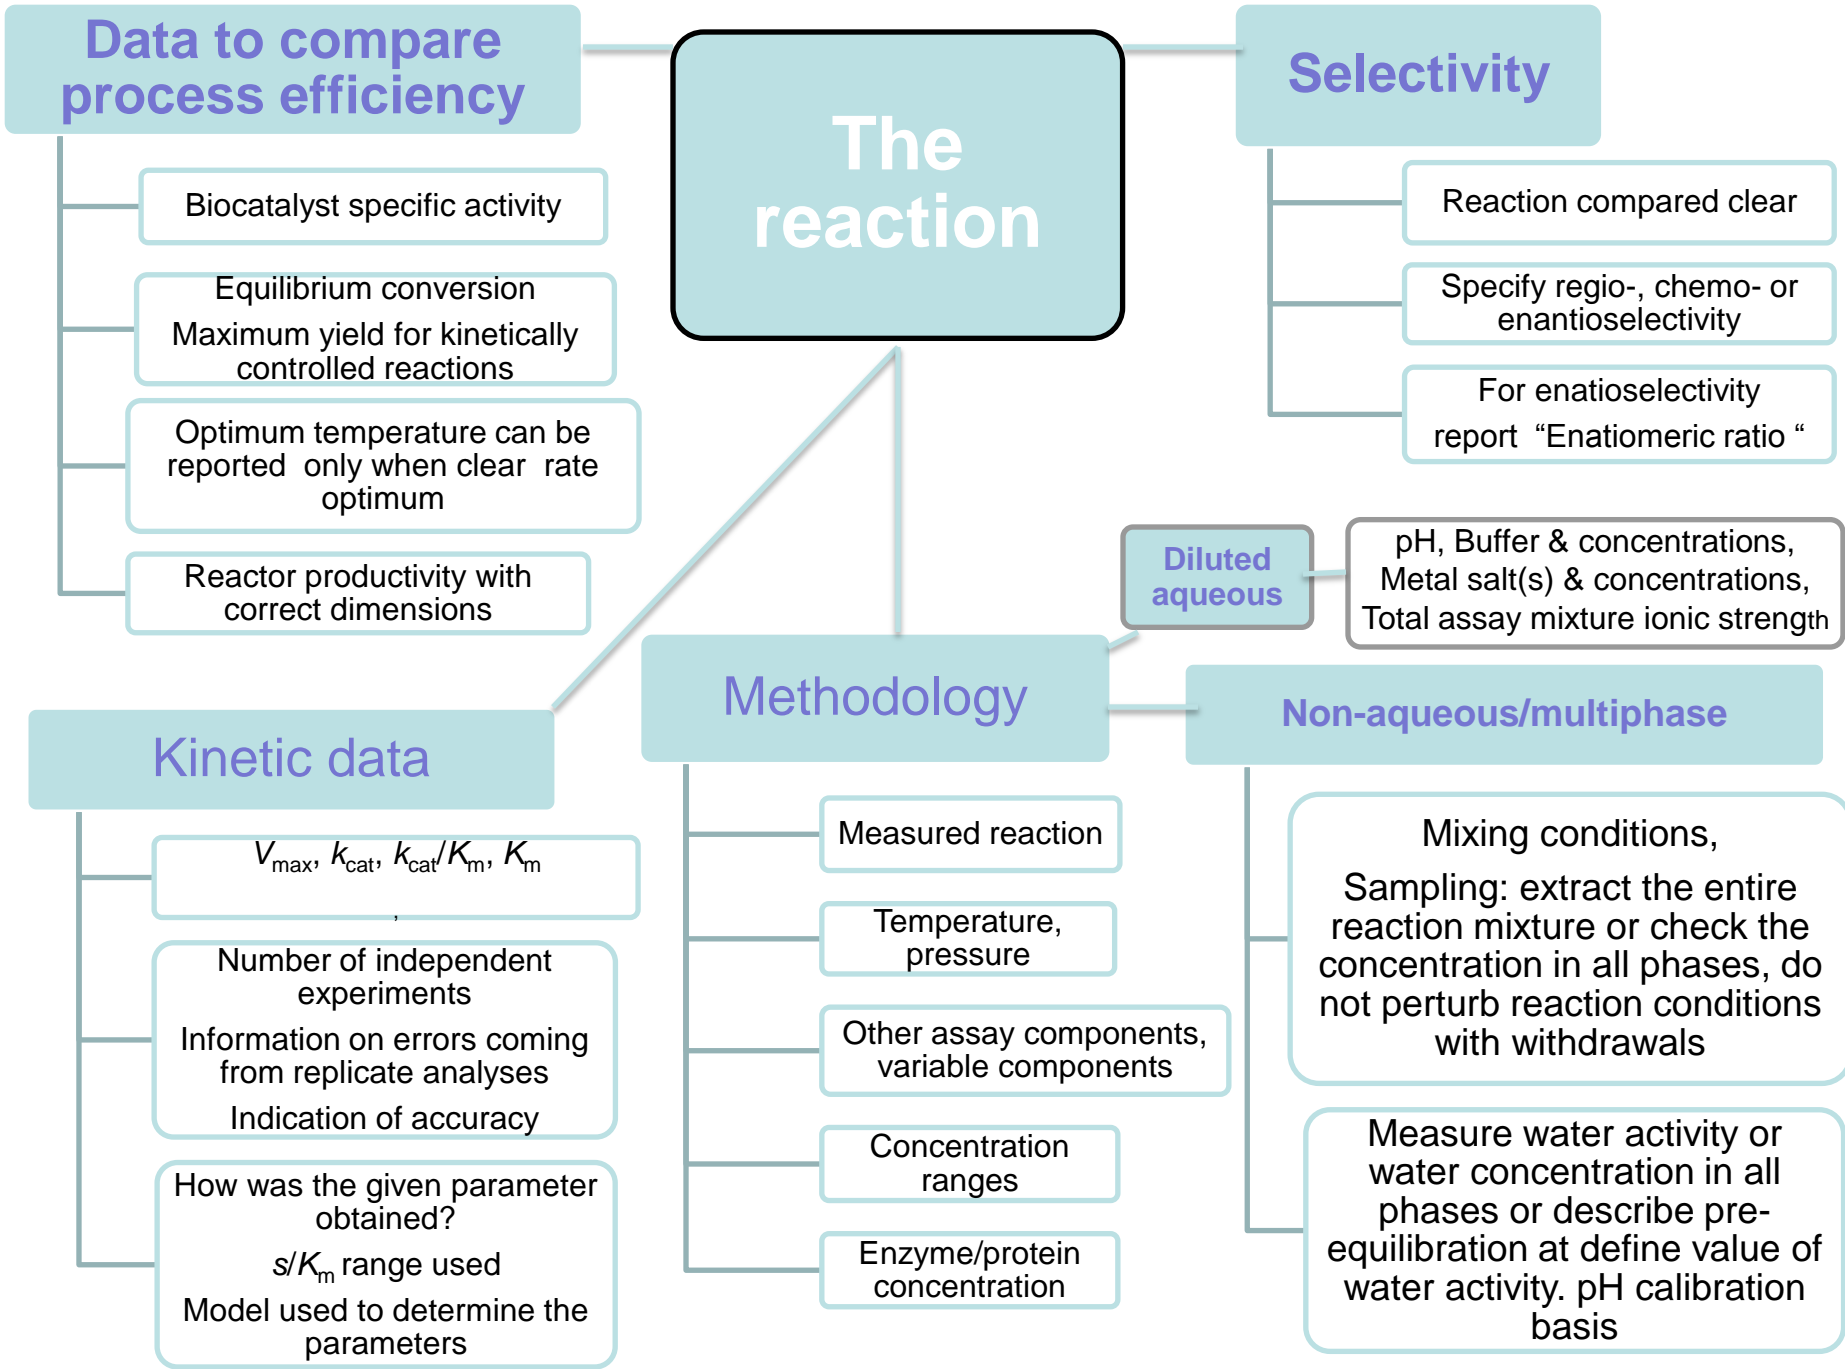 Data to compare
process efficiency
Biocatalyst specific activity
Equilibrium conversion
Maximum yield for kinetically
controlled reactions
Optimum temperature can be
reported only when clear rate
optimum
Reactor productivity with
correct dimensions
The
reaction
Selectivity
Reaction compared clear
Specify regio-, chemo- or
enantioselectivity
For enatioselectivity
report “Enatiomeric ratio “
Kinetic data
Vmax, kcat, kcat/Km, Km
,
Number of independent
experiments
Information on errors coming
from replicate analyses
Indication of accuracy
How was the given parameter
obtained?
s/Km range used
Model used to determine the
parameters
Methodology
Measured reaction
Temperature,
pressure
Other assay components,
variable components
Concentration
ranges
Enzyme/protein
concentration
Diluted
aqueous
pH, Buffer & concentrations,
Metal salt(s) & concentrations,
Total assay mixture ionic strength
Non-aqueous/multiphase
Mixing conditions,
Sampling: extract the entire
reaction mixture or check the
concentration in all phases, do
not perturb reaction conditions
with withdrawals
Measure water activity or
water concentration in all
phases or describe pre-
equilibration at define value of
water activity. pH calibration
basis